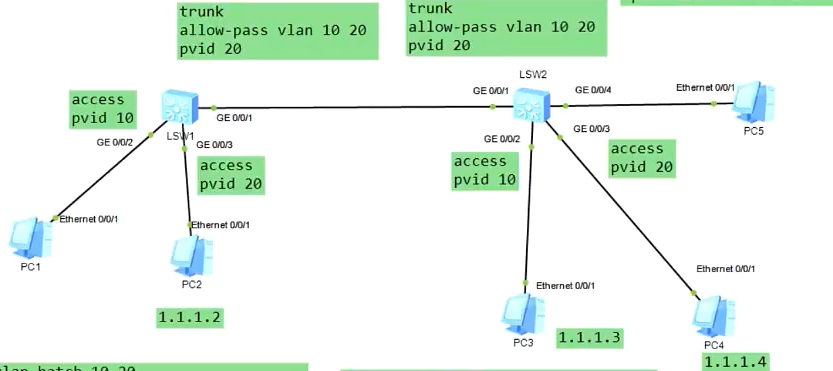 trunk
allow-pass vlan 10 20
pvid 20
trunk
allow-pass vlan 10 20
pvid 20
LSW2
GE 0/0/1
GE 0/0/4
Ethernet 0/0/1
PC5
access
pvid 10
GE 0/0/1
LSW1
GE 0/0/2
GE 0/0/3
access
pvid 20
GE 0/0/2
GE 0/0/3
access
pvid 10
access
pvid 20
Ethernet 0/0/1
PC1
Ethernet 0/0/1
PC2
1.1.1.2
Ethernet 0/0/1
PC3
1.1.1.3
Ethernet 0/0/1
PC4
1.1.1.4
batch 10 20